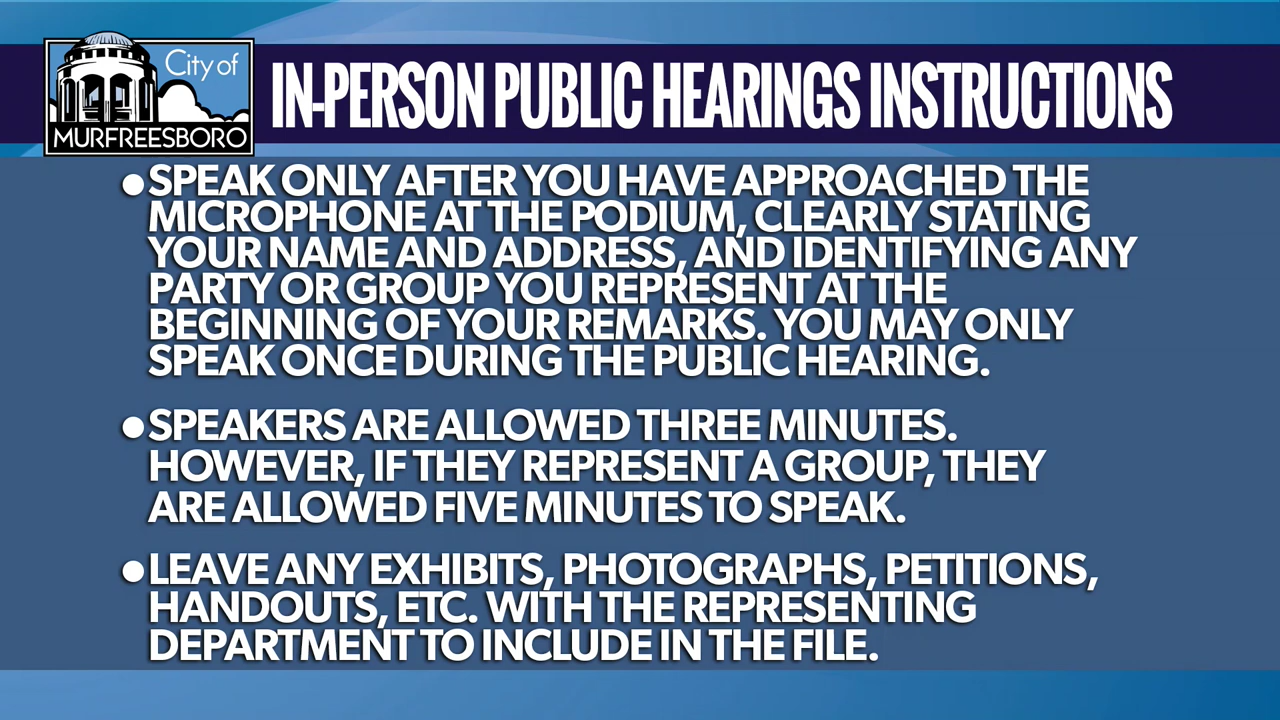 City of
MURFREESBORO
IN-PERSON PUBLIC HEARINGS INSTRUCTIONS
●SPEAK ONLY AFTER YOU HAVE APPROACHED THE
MICROPHONE AT THE PODIUM, CLEARLY STATING
YOUR NAME AND ADDRESS, AND IDENTIFYING ANY
PARTY OR GROUP YOU REPRESENT AT THE
BEGINNING OF YOUR REMARKS. YOU MAY ONLY
SPEAK ONCE DURING THE PUBLIC HEARING.
●SPEAKERS ARE ALLOWED THREE MINUTES.
HOWEVER, IF THEY REPRESENT A GROUP, THEY
ARE ALLOWED FIVE MINUTES TO SPEAK.
●LEAVE ANY EXHIBITS, PHOTOGRAPHS, PETITIONS,
HANDOUTS, ETC. WITH THE REPRESENTING
DEPARTMENT TO INCLUDE IN THE FILE.